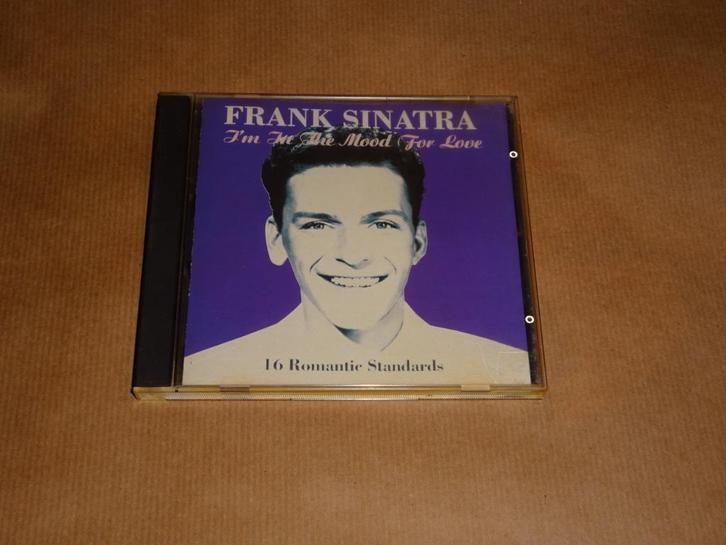 FRANK SINATRA
I'm In The Mood For Love
16 Romantic Standards